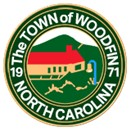 The TOWN of WOODFIN
19 71
NORTH CAROLINA